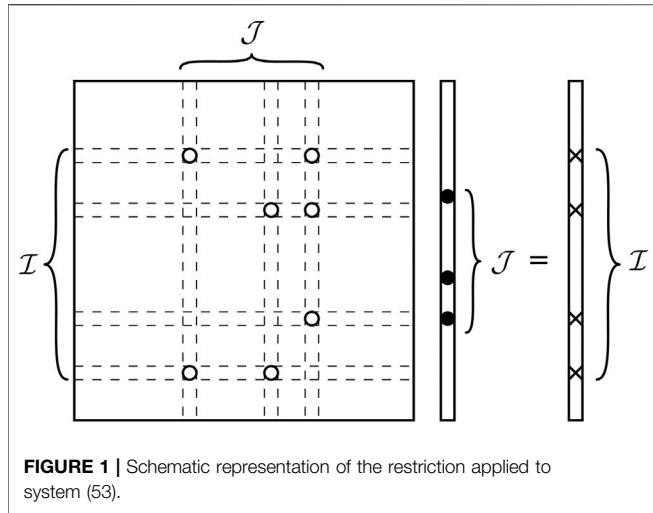 𝒥
ℐ
𝒥 =
ℐ
FIGURE 1 | Schematic representation of the restriction applied to
system (53).